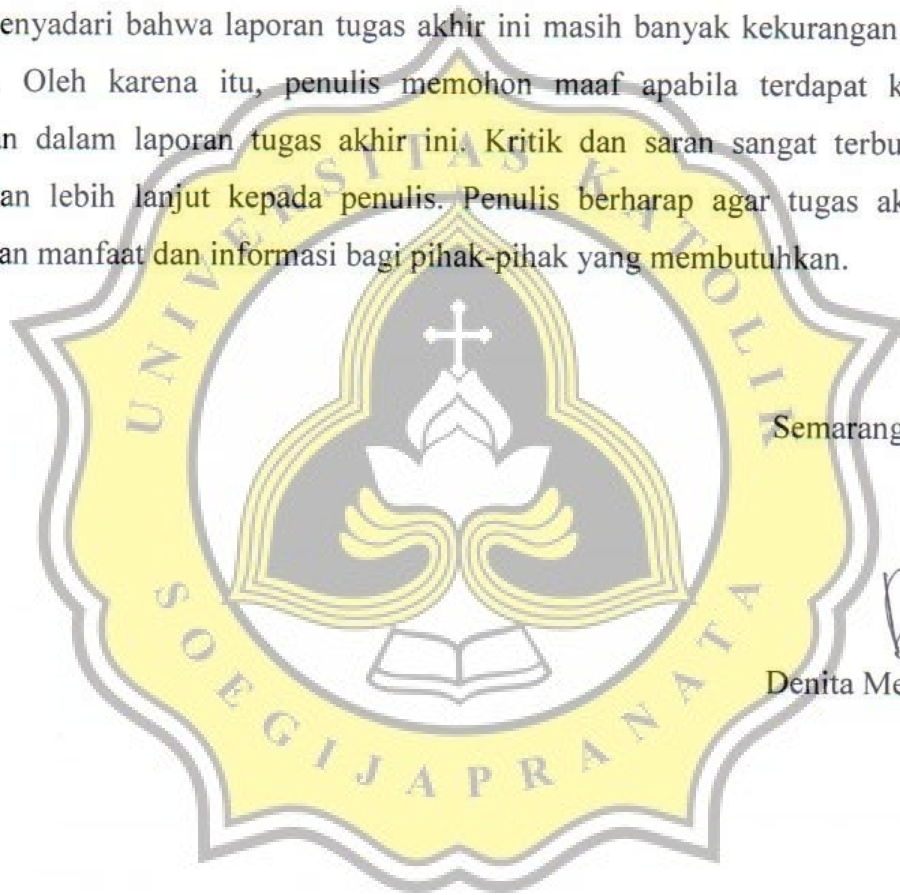 enyadari bahwa laporan tugas akhir ini masih banyak kekurangan
. Oleh karena itu, penulis memohon maaf apabila terdapat k
an dalam laporan tugas akhir ini. Kritik dan saran sangat terbu
an lebih lanjut kepada penulis. Penulis berharap agar tugas ak
an manfaat dan informasi bagi pihak-pihak yang membutuhkan.
UNIVERSITAS KATOLIK
Semarang
Denita Me
SOEGIJAPRANATA